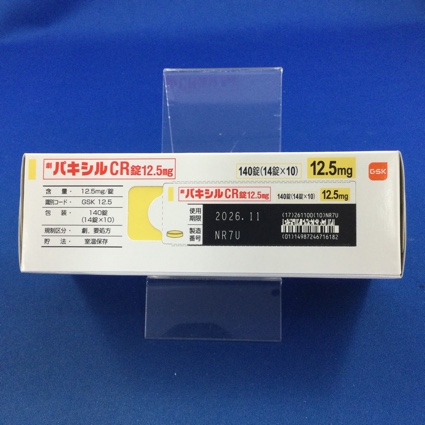 劇 パキシルCR錠12.5mg 140錠(14錠×10) 12.5mg GSK
含量・12.5mg/錠
識別コード・GSK 12.5
包装・140錠
(14錠×10)
規制区分・劇、要処方
貯法・室温保存
劇 パキシルCR錠12.5mg 140錠(14錠×10) 12.5mg
使用期限 2026.11
製造番号 NR7U
(17)261100(10)NR7U
(01)14987246716182